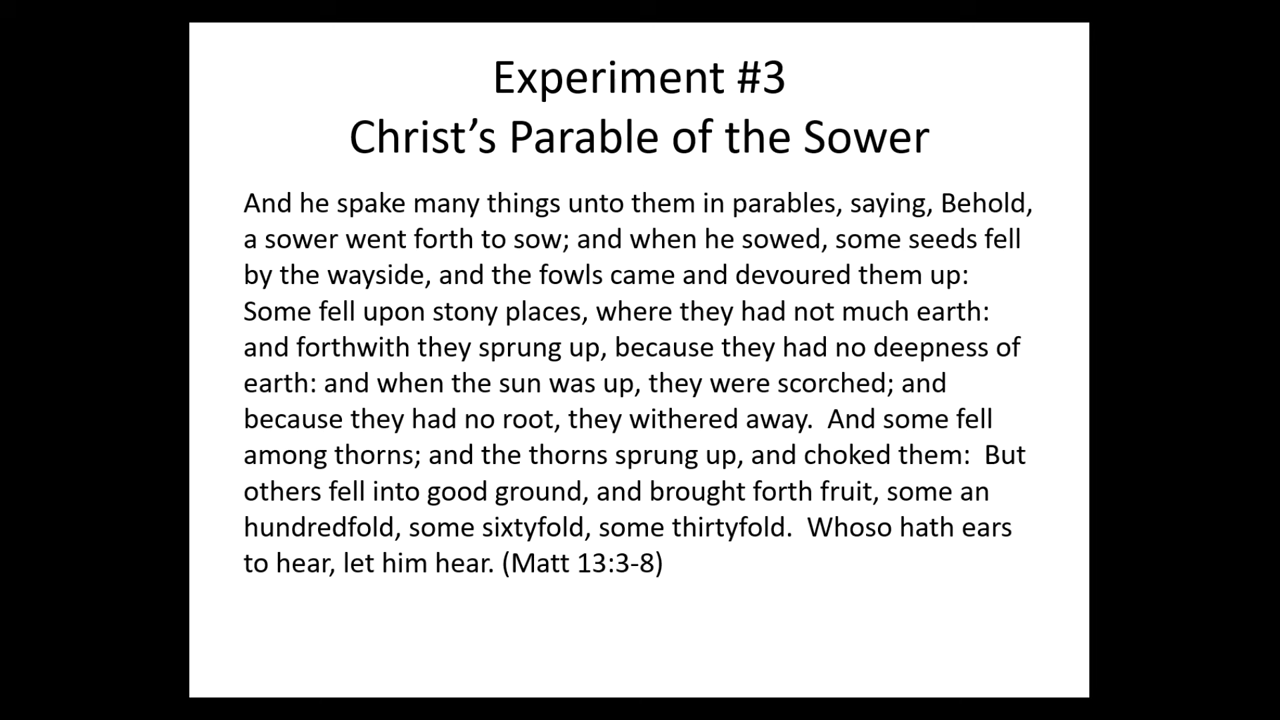 Experiment #3
Christ’s Parable of the Sower
And he spake many things unto them in parables, saying, Behold,
a sower went forth to sow; and when he sowed, some seeds fell
by the wayside, and the fowls came and devoured them up:
Some fell upon stony places, where they had not much earth:
and forthwith they sprung up, because they had no deepness of
earth: and when the sun was up, they were scorched; and
because they had no root, they withered away.  And some fell
among thorns; and the thorns sprung up, and choked them:  But
others fell into good ground, and brought forth fruit, some an
hundredfold, some sixtyfold, some thirtyfold.  Whoso hath ears
to hear, let him hear. (Matt 13:3-8)